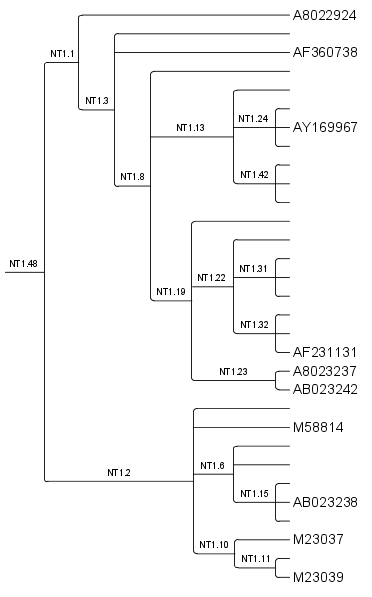 A8022924
NT1.1
AF360738
NT1.3
NT1.24
NT1.13
AY169967
NT1.8
NT1.42
NT1.48
NT1.31
NT1.22
NT1.19
NT1.32
AF231131
A8023237
NT1.23
AB023242
M58814
NT1.6
NT1.2
NT1.15
AB023238
M23037
NT1.10
NT1.11
M23039